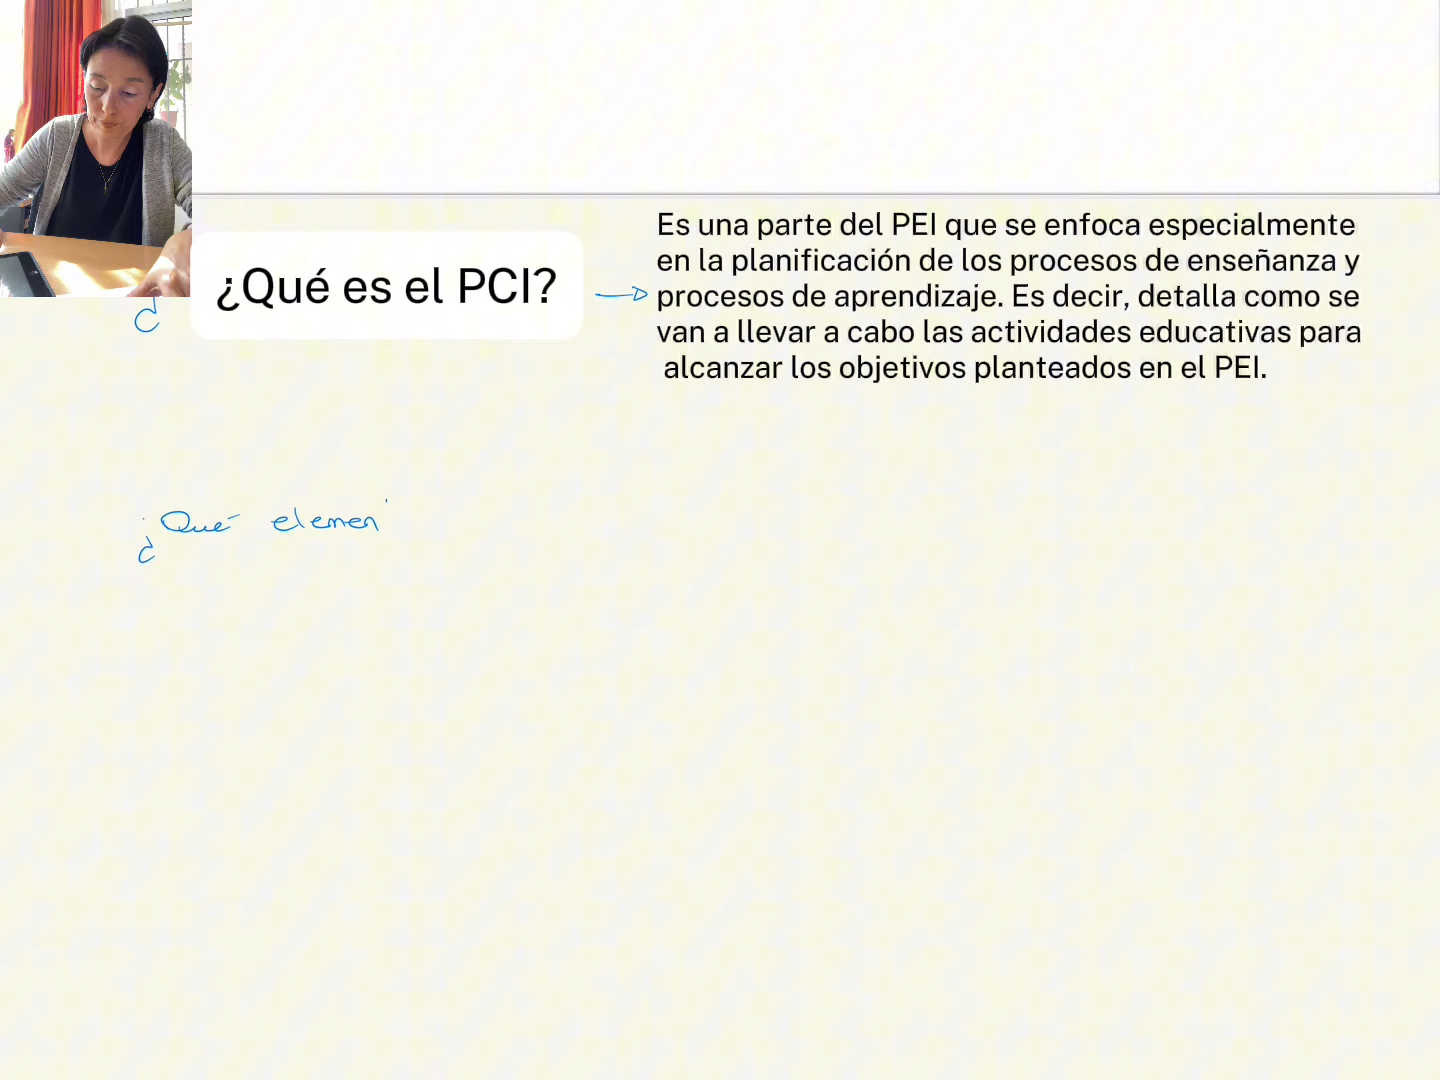 ¿Qué es el PCI?
Es una parte del PEI que se enfoca especialmente
en la planificación de los procesos de enseñanza y
procesos de aprendizaje. Es decir, detalla como se
van a llevar a cabo las actividades educativas para
alcanzar los objetivos planteados en el PEI.
¿Qué elemen